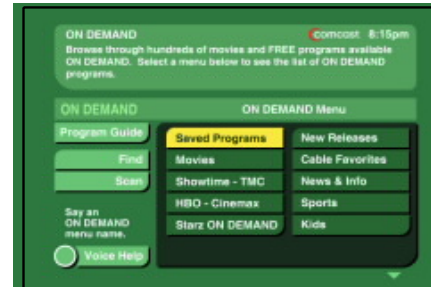 ON DEMAND
Comcast 8:15pm
Browse through hundreds of movies and FREE programs available
ON DEMAND. Select a menu below to see the list of ON DEMAND
programs.
ON DEMAND
ON DEMAND Menu
Program Guide
Find
Scan
Say an
ON DEMAND
menu name.
Voice Help
Saved Programs
Movies
Showtime - TMC
HBO - Cinemax
Starz ON DEMAND
New Releases
Cable Favorites
News & Info
Sports
Kids